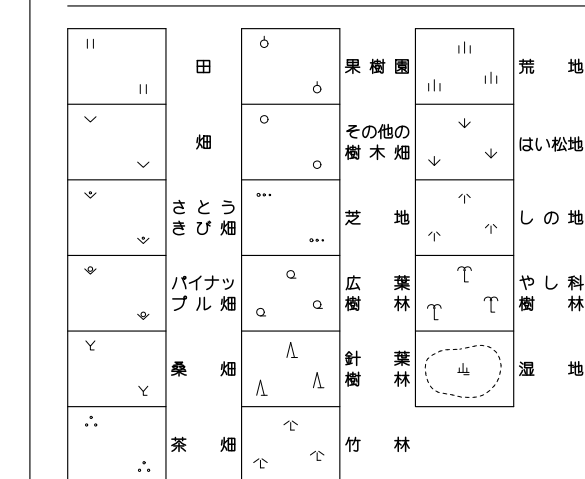 田
畑
さとう
きび畑
パイナッ
プル畑
桑畑
茶畑
果樹園
その他の
樹木畑
芝地
広葉
樹林
針葉
樹林
竹林
荒地
はい松地
しの地
やし科
樹林
湿地